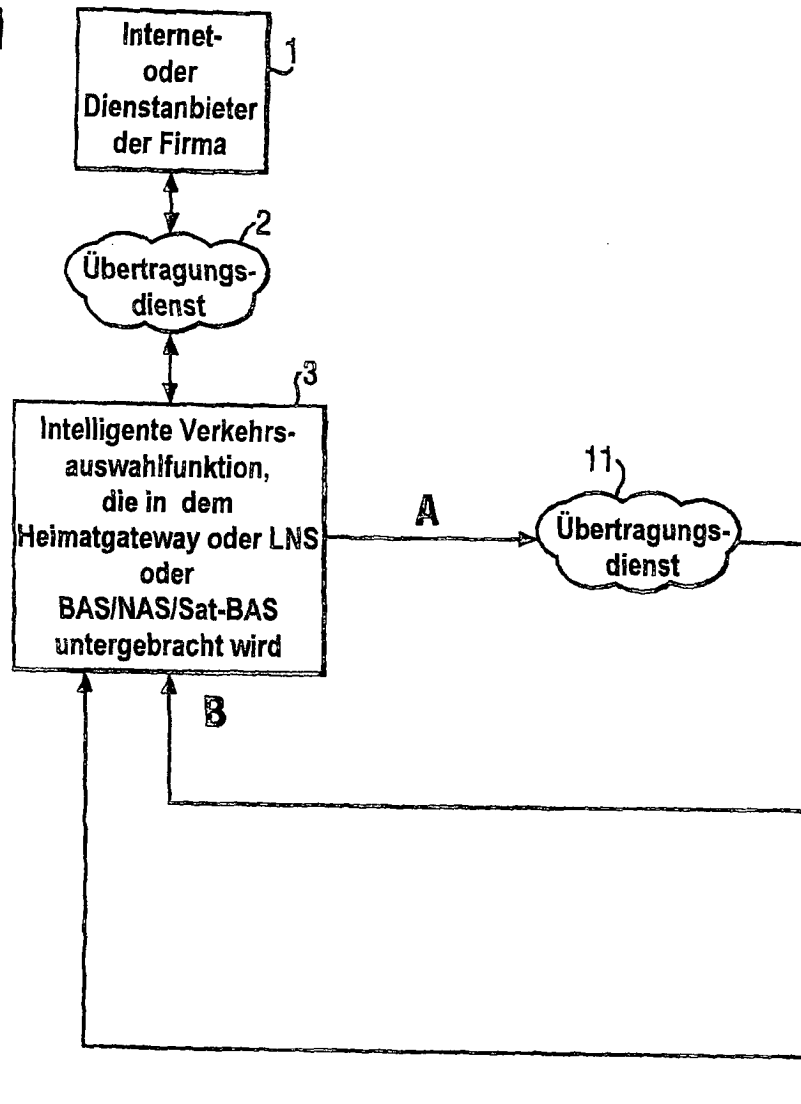 Internet-
oder
Dienstanbieter
der Firma
1
2
Übertragungs-
dienst
3
Intelligente Verkehrs-
auswahlfunktion,
die in dem
Heimatgateway oder LNS
oder
BAS/NAS/Sat-BAS
untergebracht wird
A
11
Übertragungs-
dienst
B